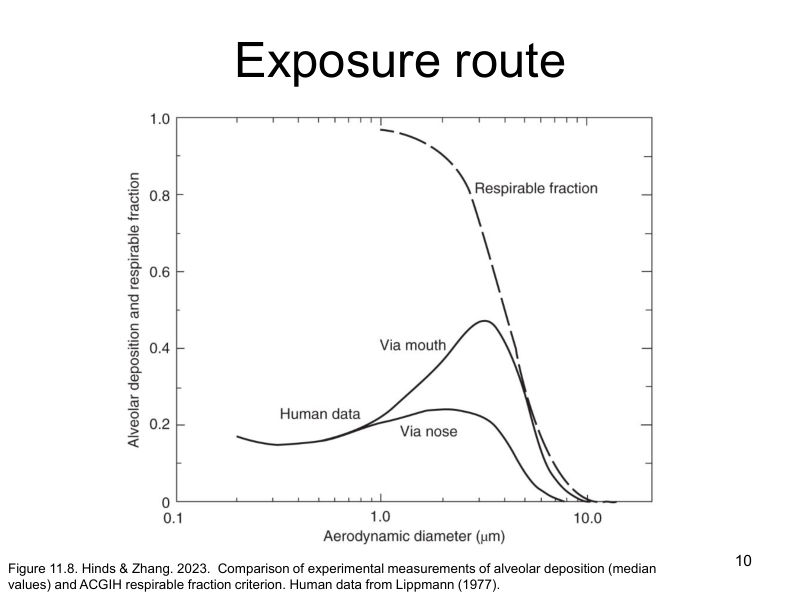 Exposure route
1.0
0.8
0.6
0.4
0.2
0
Alveolar deposition and respirable fraction
Respirable fraction
Via mouth
Human data
Via nose
0.1
1.0
10.0
Aerodynamic diameter (μm)
10
Figure 11.8. Hinds & Zhang. 2023.  Comparison of experimental measurements of alveolar deposition (median
values) and ACGIH respirable fraction criterion. Human data from Lippmann (1977).